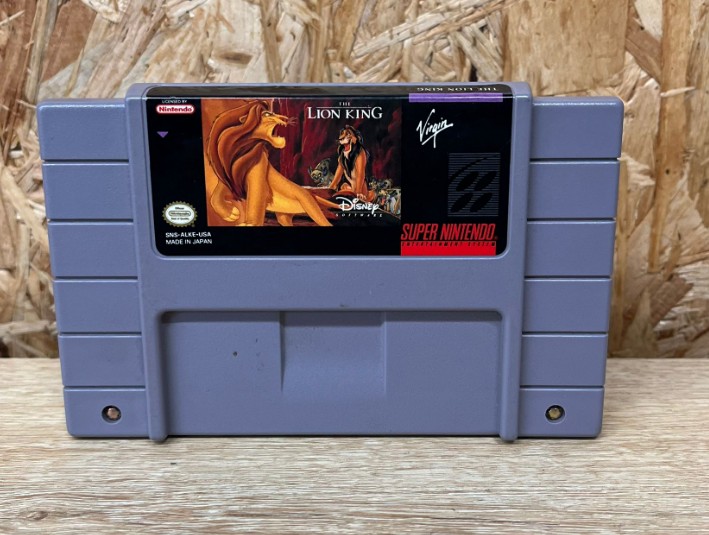 THE LION KING
LICENSED BY
Nintendo
THE
LION KING
Virgin
Disney
SOFTWARE
Nintendo
SNS-ALKE-USA
MADE IN JAPAN
SUPER NINTENDO
ENTERTAINMENT SYSTEM